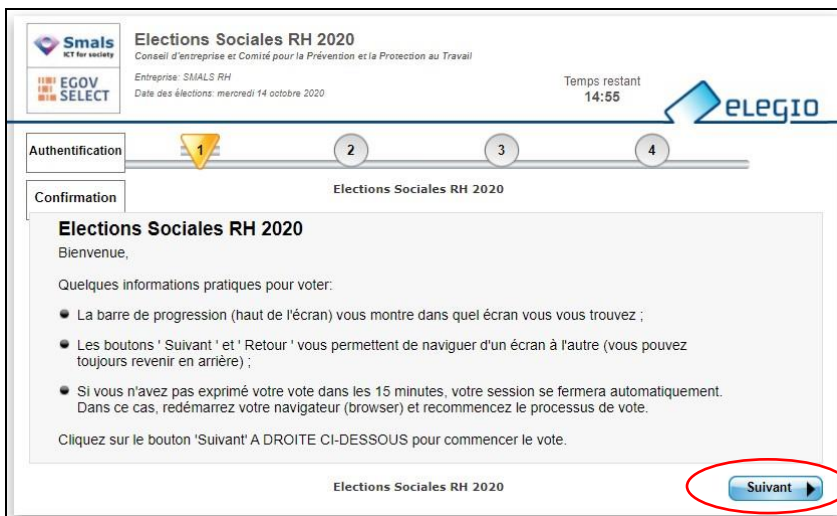 Smals
ICT for society
EGOV
SELECT
Elections Sociales RH 2020
Conseil d'entreprise et Comité pour la Prévention et la Protection au Travail
Entreprise: SMALS RH
Date des élections: mercredi 14 octobre 2020
Temps restant
14:55
elegio
Authentification
1
2
3
4
Confirmation
Elections Sociales RH 2020
Elections Sociales RH 2020
Bienvenue,
Quelques informations pratiques pour voter:
La barre de progression (haut de l'écran) vous montre dans quel écran vous vous trouvez ;
Les boutons ' Suivant ' et ' Retour ' vous permettent de naviguer d'un écran à l'autre (vous pouvez
toujours revenir en arrière) ;
Si vous n'avez pas exprimé votre vote dans les 15 minutes, votre session se fermera automatiquement.
Dans ce cas, redémarrez votre navigateur (browser) et recommencez le processus de vote.
Cliquez sur le bouton 'Suivant' A DROITE CI-DESSOUS pour commencer le vote.
Elections Sociales RH 2020
Suivant